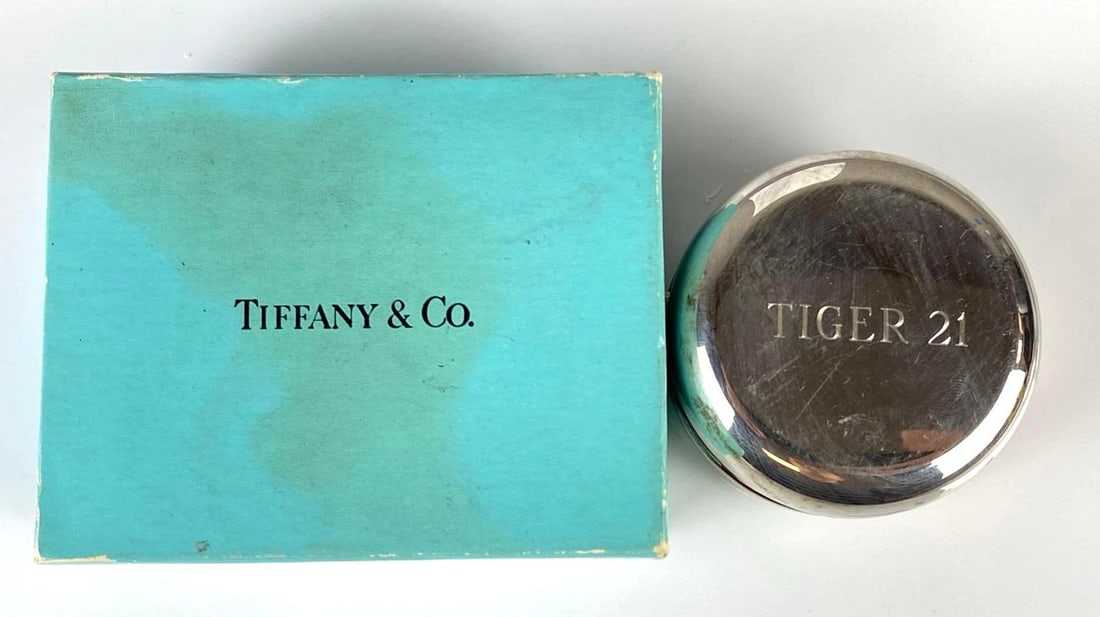 TIFFANY & CO.
TIGER 21